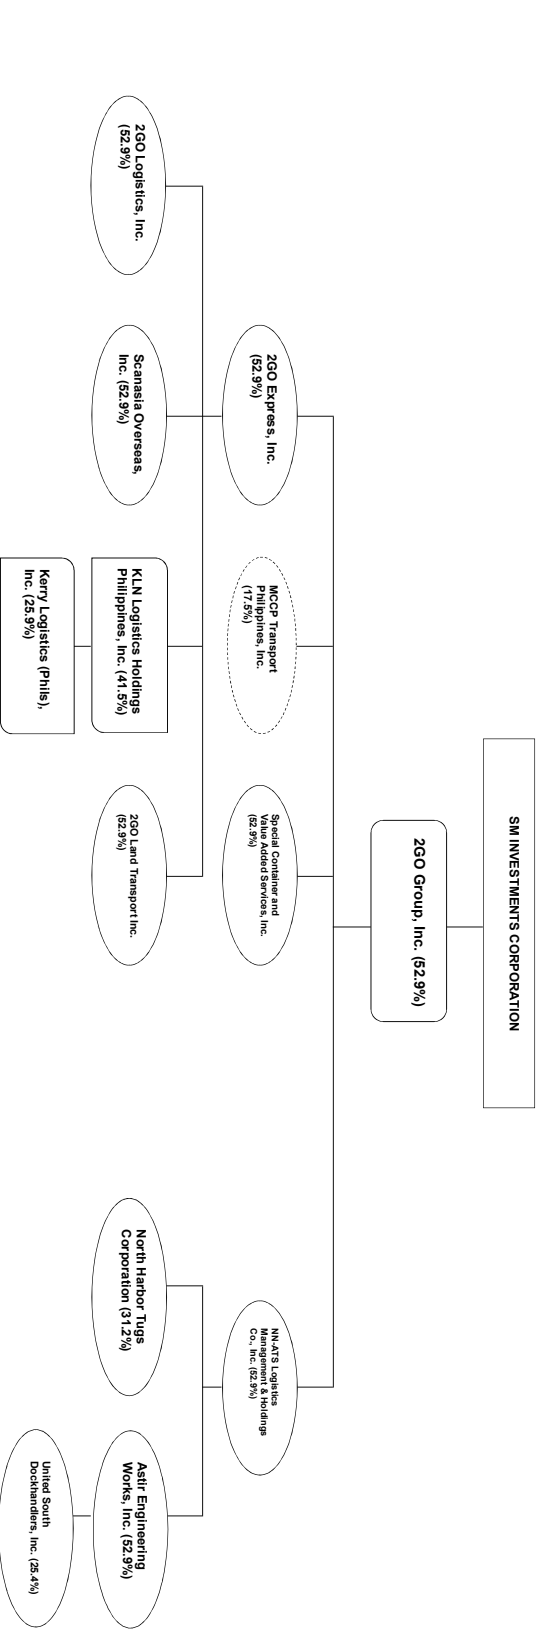 SM INVESTMENTS CORPORATION
2GO Group, Inc. (52.9%)
2GO Express, Inc.
(52.9%)
MCCP Transport
Philippines, Inc.
(17.5%)
Special Container and
Value Added Services, Inc.
(52.9%)
NN-ATS Logistics
Management & Holdings
Co., Inc. (52.9%)
2GO Logistics, Inc.
(52.9%)
Scanasia Overseas,
Inc. (52.9%)
KLN Logistics Holdings
Philippines, Inc. (41.5%)
2GO Land Transport Inc.
(52.9%)
North Harbor Tugs
Corporation (31.2%)
Astir Engineering
Works, Inc. (52.9%)
Kerry Logistics (Phils),
Inc. (25.9%)
United South
Dockhandlers, Inc. (25.4%)